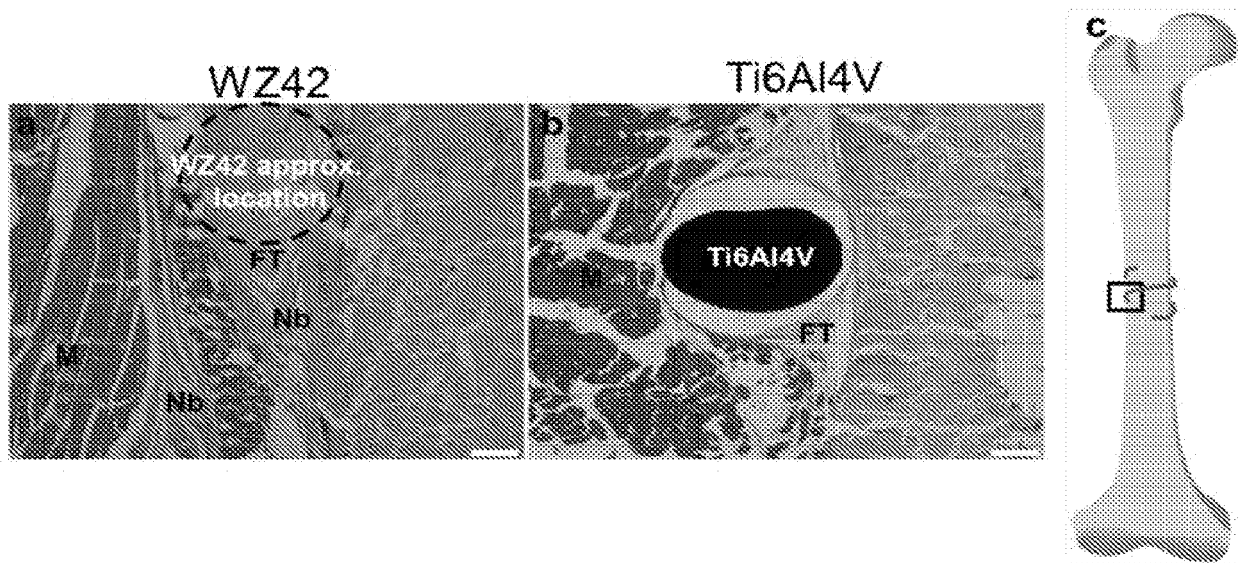 WZ42
Ti6Al4V
c
a
WZ42 approx.
location
FT
Nb
M
Nb
b
Ti6Al4V
M
FT